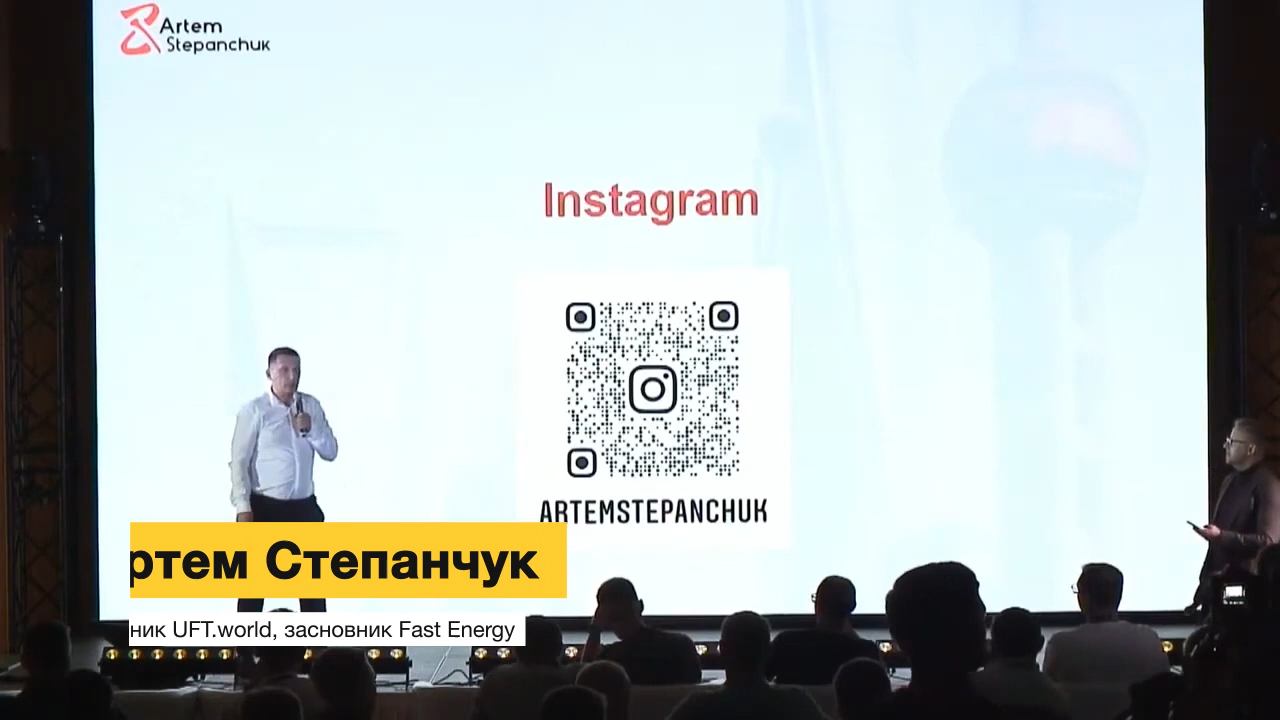 Artem
Stepanchuk
Instagram
ARTEMSTEPANCHUK
ртем Степанчук
ник UFT.world, засновник Fast Energy